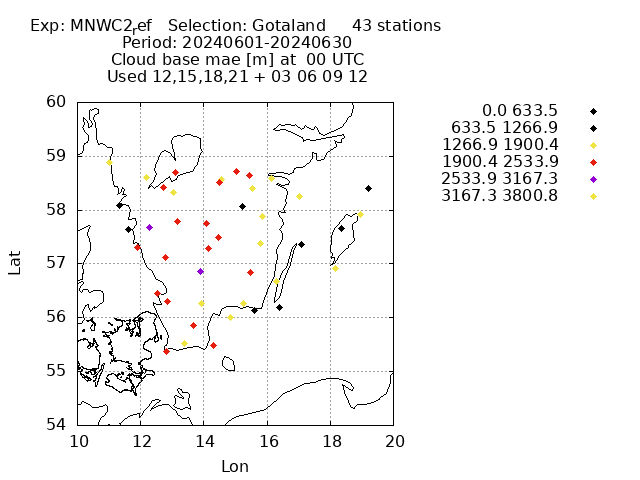 Exp: MNWC2ref   Selection: Gotaland     43 stations
Period: 20240601-20240630
Cloud base mae [m] at  00 UTC
Used 12,15,18,21 + 03 06 09 12
0.0 633.5
633.5 1266.9
1266.9 1900.4
1900.4 2533.9
2533.9 3167.3
3167.3 3800.8
60
59
58
57
56
55
54
Lat
10 12 14 16 18 20
Lon